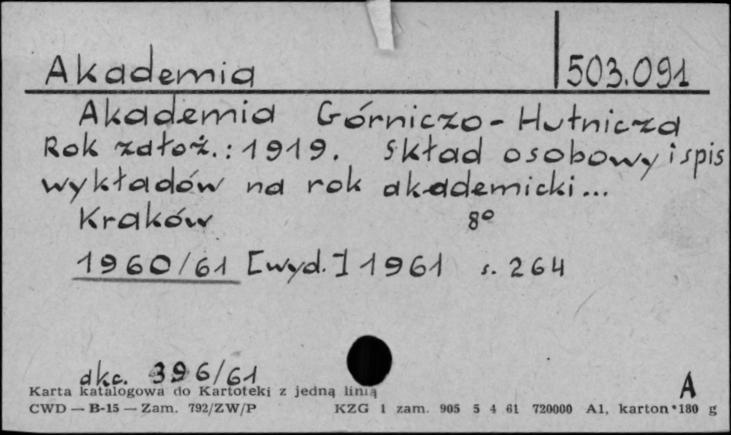 Akademia 503.091
Akademia Górniczo-Hutnicza
Rok założ.: 1919. Skład osobowy i spis
wykładów na rok akademicki...
Kraków 8°
1960/61 [wyd.] 1961 s. 264
akc. 396/61
Karta katalogowa do Kartoteki z jedną linią A
CWD — B-15 — Zam. 792/ZW/P KZG 1 zam. 905 5 4 61 720000 A1, karton 180 g